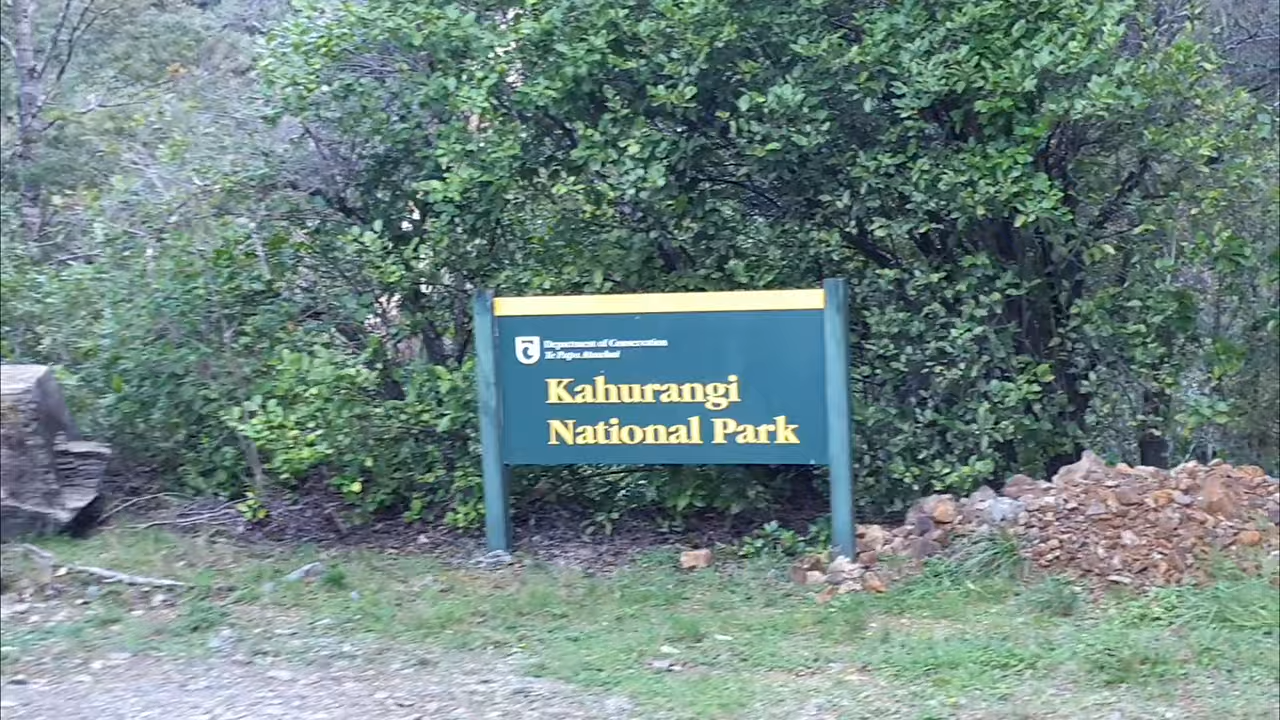 Department of Conservation
Te Papa Atawhai
Kahurangi
National Park